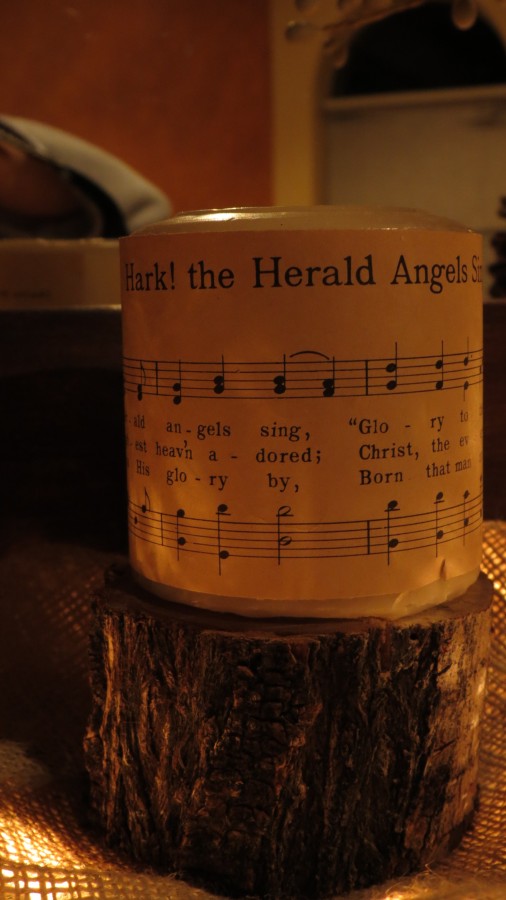 Hark! the Herald Angels Sin
ald an - gels sing, "Glo - ry to
est heav'n a - dored; Christ, the ev
His glo - ry by, Born that man